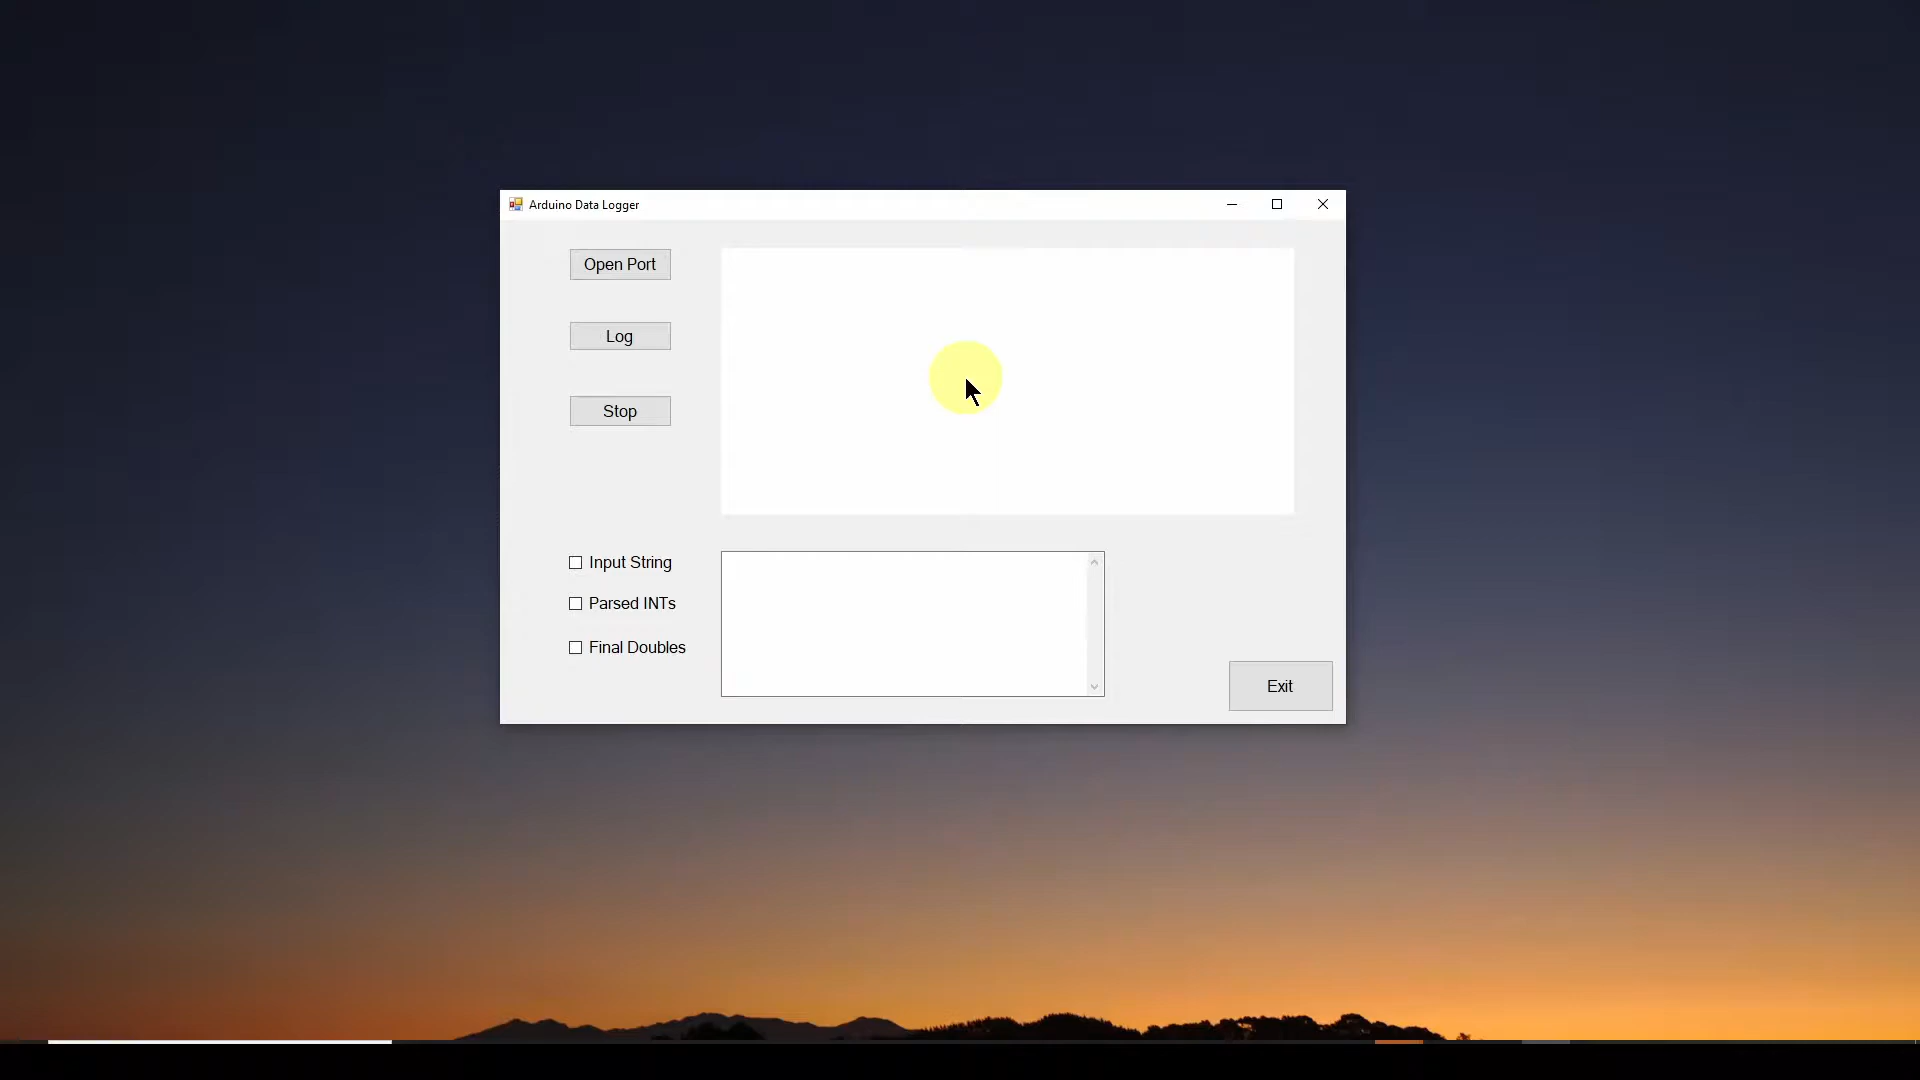 Arduino Data Logger
Open Port
Log
Stop
Input String
Parsed INTs
Final Doubles
Exit